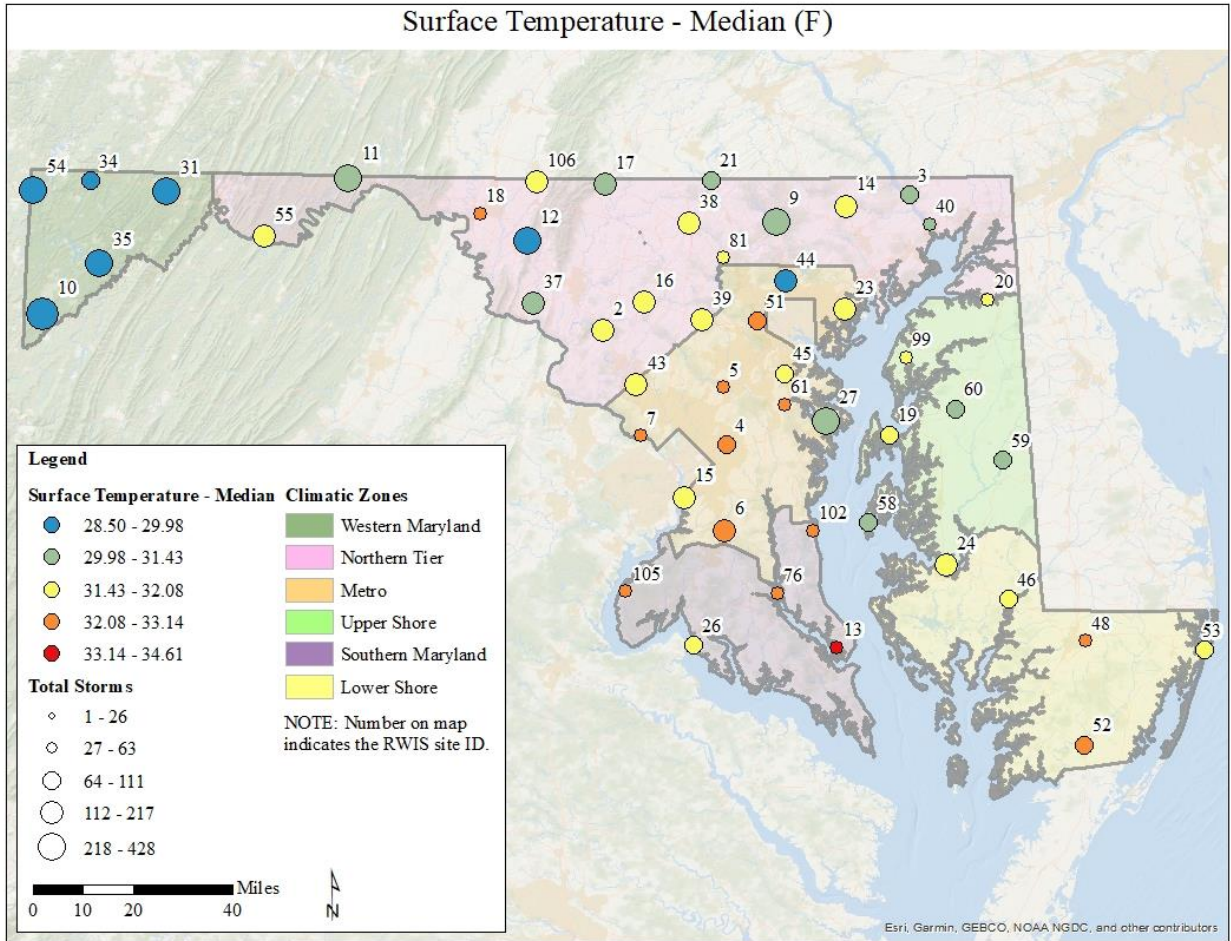 Surface Temperature - Median (F)
11
54
34
31
106
17
21
3
18
12
38
9
14
40
55
35
81
44
10
37
16
39
51
23
20
2
99
43
5
45
61
60
27
7
4
19
59
15
6
102
58
24
105
76
46
26
13
48
53
52
Legend
Surface Temperature - Median
28.50 - 29.98
29.98 - 31.43
31.43 - 32.08
32.08 - 33.14
33.14 - 34.61
Total Storms
1 - 26
27 - 63
64 - 111
112 - 217
218 - 428
Climatic Zones
Western Maryland
Northern Tier
Metro
Upper Shore
Southern Maryland
Lower Shore
NOTE: Number on map
indicates the RWIS site ID.
Miles
0 10 20 40
N
Esri, Garmin, GEBCO, NOAA NGDC, and other contributors